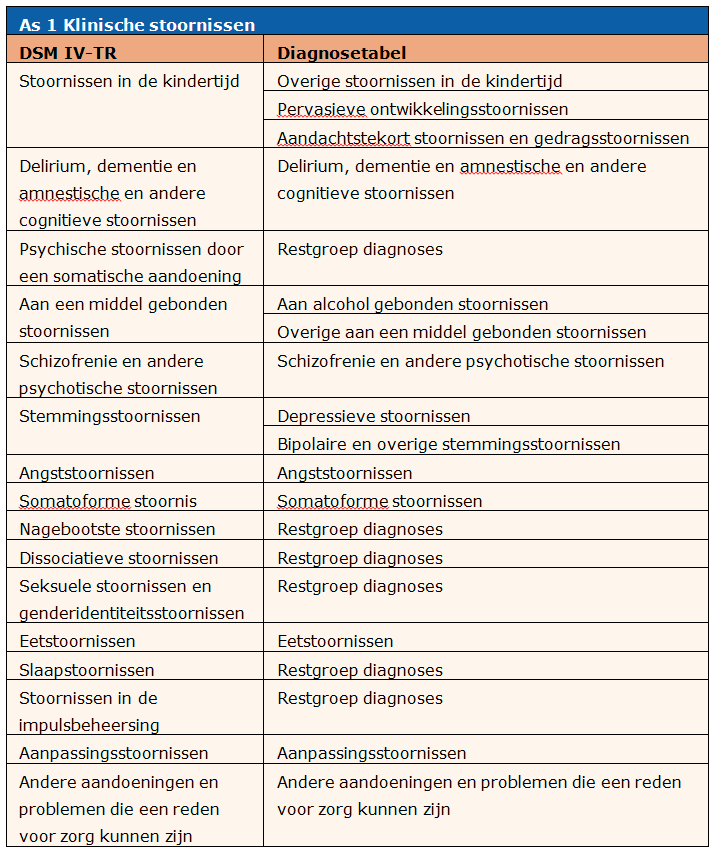 As 1 Klinische stoornissen
DSM IV-TR
Diagnosetabel
Stoornissen in de kindertijd
Overige stoornissen in de kindertijd
Pervasieve ontwikkelingsstoornissen
Aandachtstekort stoornissen en gedragsstoornissen
Delirium, dementie en
amnestische en andere
cognitieve stoornissen
Delirium, dementie en amnestische en andere
cognitieve stoornissen
Psychische stoornissen door
een somatische aandoening
Restgroep diagnoses
Aan een middel gebonden
stoornissen
Aan alcohol gebonden stoornissen
Overige aan een middel gebonden stoornissen
Schizofrenie en andere
psychotische stoornissen
Schizofrenie en andere psychotische stoornissen
Stemmingsstoornissen
Depressieve stoornissen
Bipolaire en overige stemmingsstoornissen
Angststoornissen
Angststoornissen
Somatoforme stoornis
Somatoforme stoornissen
Nagebootste stoornissen
Restgroep diagnoses
Dissociatieve stoornissen
Restgroep diagnoses
Seksuele stoornissen en
genderidentiteitsstoornissen
Restgroep diagnoses
Eetstoornissen
Eetstoornissen
Slaapstoornissen
Restgroep diagnoses
Stoornissen in de
impulsbeheersing
Restgroep diagnoses
Aanpassingsstoornissen
Aanpassingsstoornissen
Andere aandoeningen en
problemen die een reden
voor zorg kunnen zijn
Andere aandoeningen en problemen die een reden
voor zorg kunnen zijn